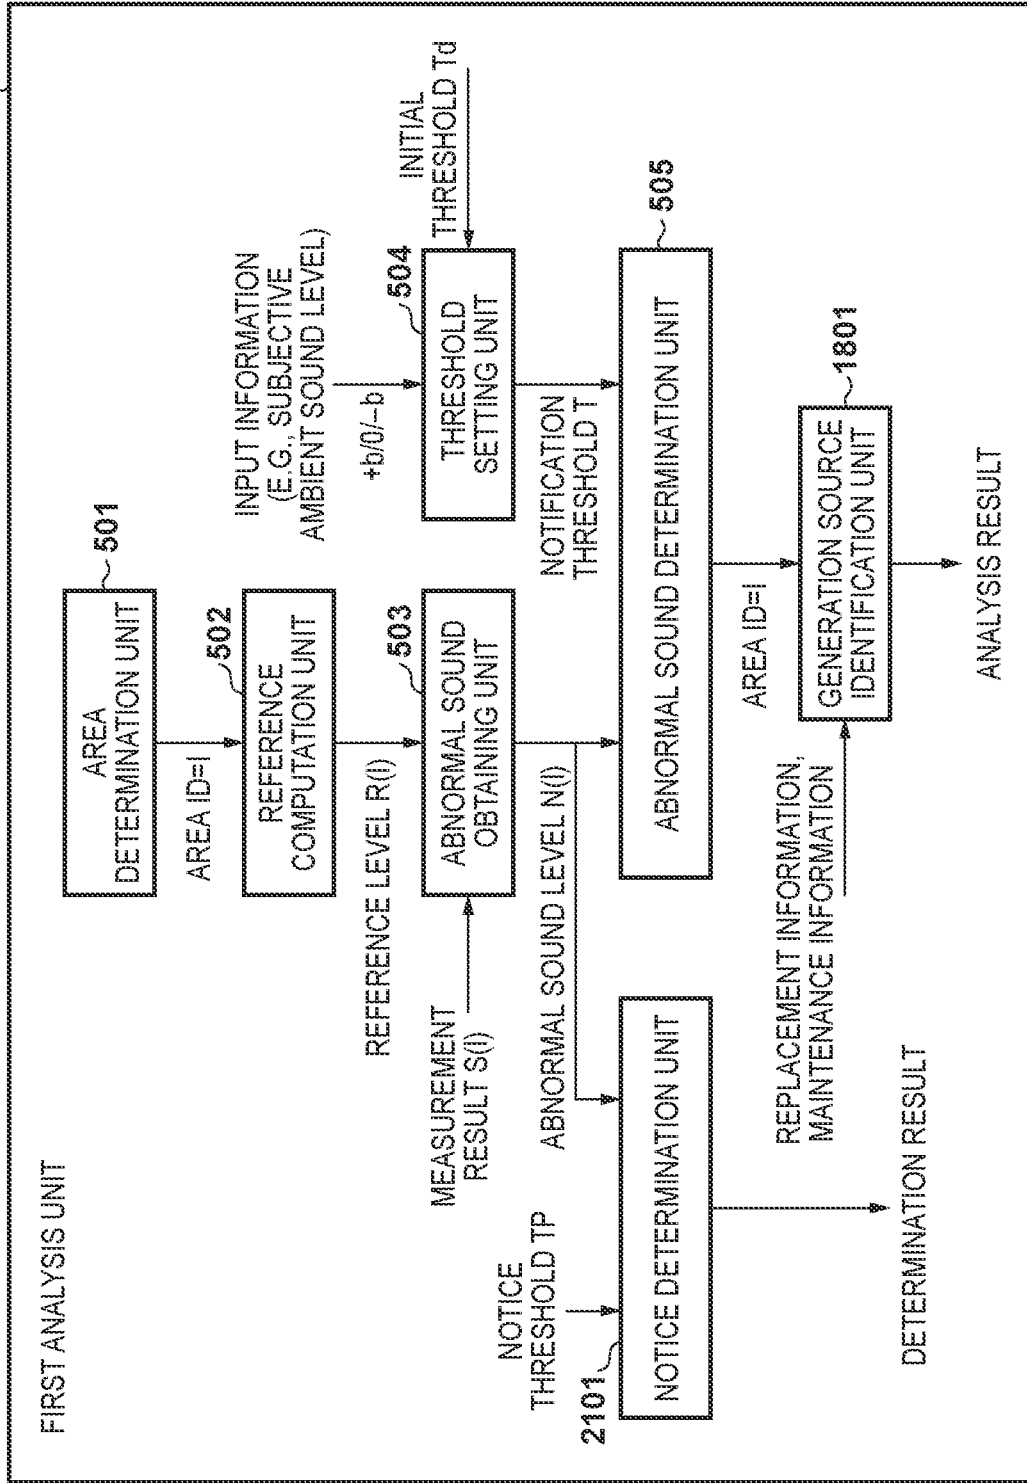 FIRST ANALYSIS UNIT
AREA
DETERMINATION UNIT
501
AREA ID=I
502
REFERENCE
COMPUTATION UNIT
INPUT INFORMATION
(E.G., SUBJECTIVE
AMBIENT SOUND LEVEL)
+b/0/–b
INITIAL
THRESHOLD Td
REFERENCE LEVEL R(I)
503
504
MEASUREMENT
RESULT S(I)
ABNORMAL SOUND
OBTAINING UNIT
THRESHOLD
SETTING UNIT
NOTICE
THRESHOLD TP
ABNORMAL SOUND LEVEL N(I)
NOTIFICATION
THRESHOLD T
2101
505
NOTICE DETERMINATION UNIT
ABNORMAL SOUND DETERMINATION UNIT
AREA ID=I
1801
REPLACEMENT INFORMATION,
MAINTENANCE INFORMATION
GENERATION SOURCE
IDENTIFICATION UNIT
DETERMINATION RESULT
ANALYSIS RESULT